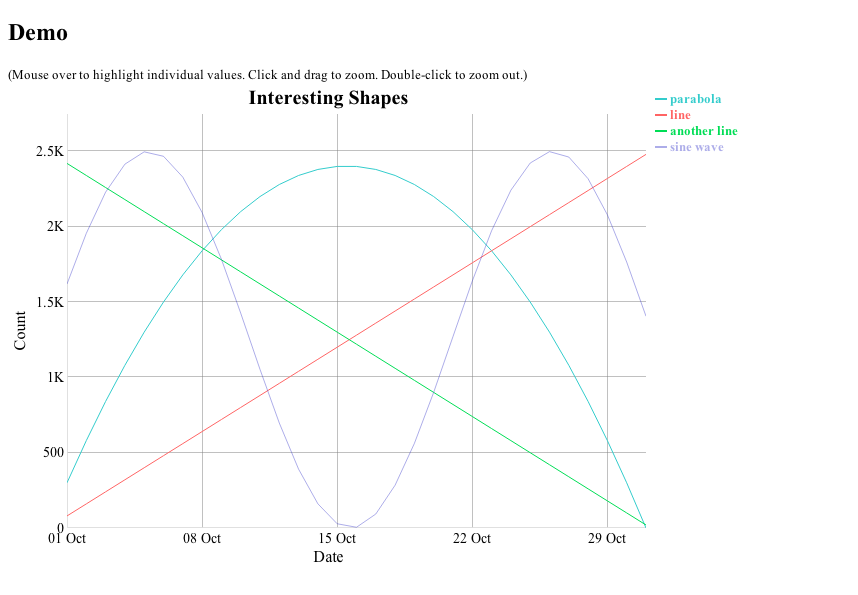 Demo
(Mouse over to highlight individual values. Click and drag to zoom. Double-click to zoom out.)
Interesting Shapes
parabola
line
another line
sine wave
2.5K
2K
1.5K
1K
500
0
Count
01 Oct
08 Oct
15 Oct
22 Oct
29 Oct
Date